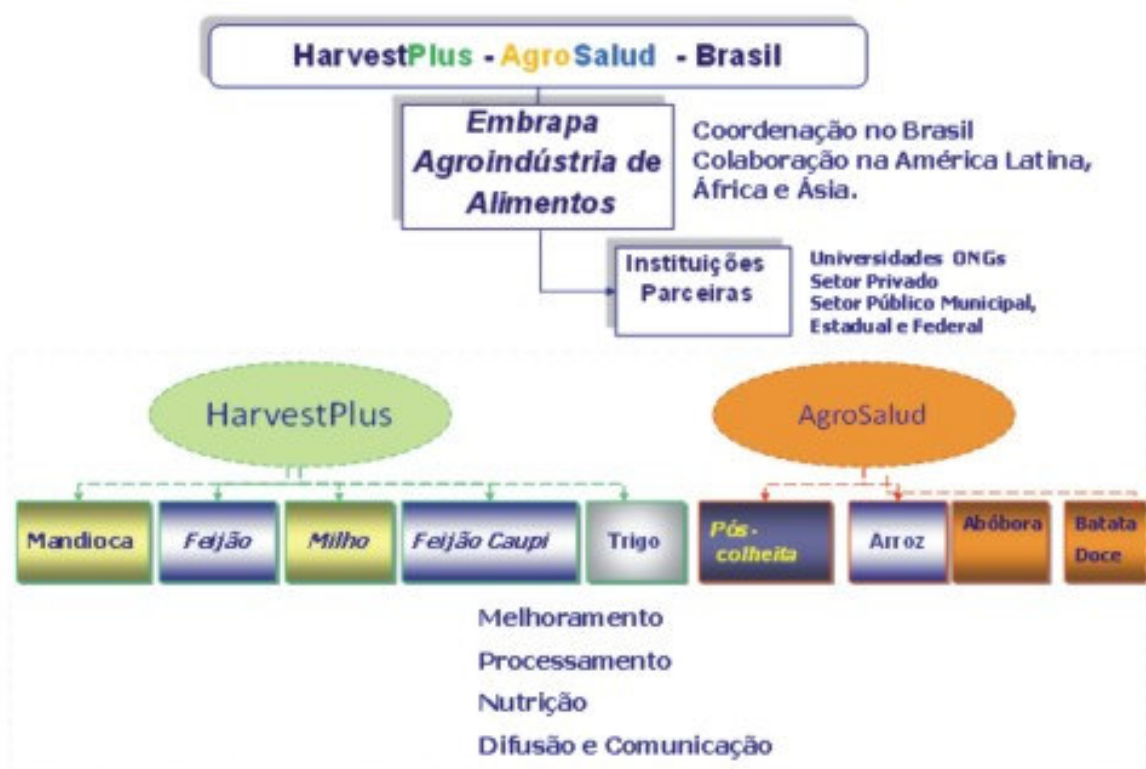 HarvestPlus - AgroSalud - Brasil
Embrapa
Agroindústria de
Alimentos
Coordenação no Brasil
Colaboração na América Latina,
África e Ásia.
Instituições
Parceiras
Universidades ONGs
Setor Privado
Setor Público Municipal,
Estadual e Federal
HarvestPlus
AgroSalud
Mandioca
Feijão
Milho
Feijão Caupi
Trigo
Pós-
colheita
Arroz
Abóbora
Batata
Doce
Melhoramento
Processamento
Nutrição
Difusão e Comunicação